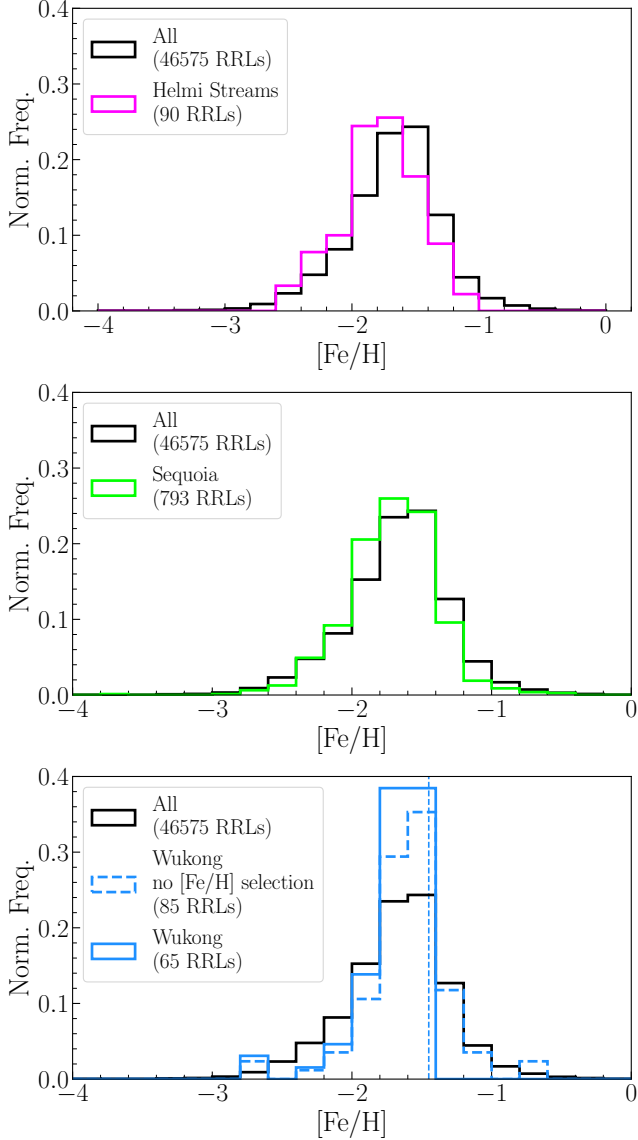 0.4
All
(46575 RRLs)
Helmi Streams
(90 RRLs)
0.3
0.2
0.1
0.0
Norm. Freq.
−4 −3 −2 −1 0
[Fe/H]
0.4
All
(46575 RRLs)
Sequoia
(793 RRLs)
0.3
0.2
0.1
0.0
Norm. Freq.
−4 −3 −2 −1 0
[Fe/H]
0.4
All
(46575 RRLs)
Wukong
no [Fe/H] selection
(85 RRLs)
Wukong
(65 RRLs)
0.3
0.2
0.1
0.0
Norm. Freq.
−4 −3 −2 −1 0
[Fe/H]